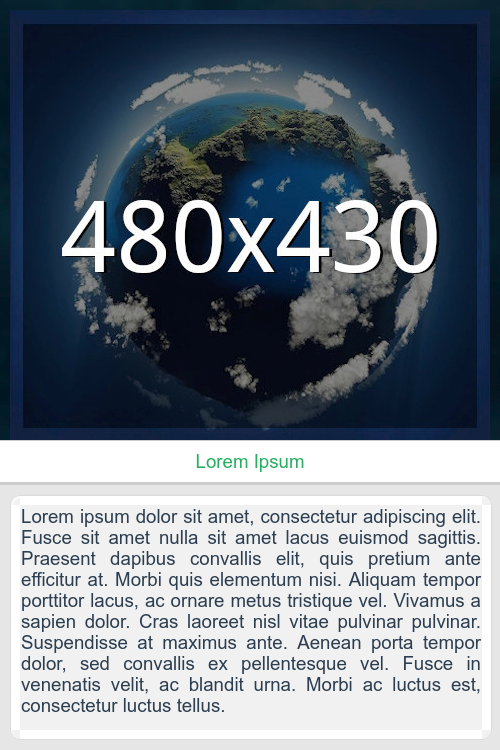 480x430
Lorem Ipsum
Lorem ipsum dolor sit amet, consectetur adipiscing elit.
Fusce sit amet nulla sit amet lacus euismod sagittis.
Praesent dapibus convallis elit, quis pretium ante
efficitur at. Morbi quis elementum nisi. Aliquam tempor
porttitor lacus, ac ornare metus tristique vel. Vivamus a
sapien dolor. Cras laoreet nisl vitae pulvinar pulvinar.
Suspendisse at maximus ante. Aenean porta tempor
dolor, sed convallis ex pellentesque vel. Fusce in
venenatis velit, ac blandit urna. Morbi ac luctus est,
consectetur luctus tellus.